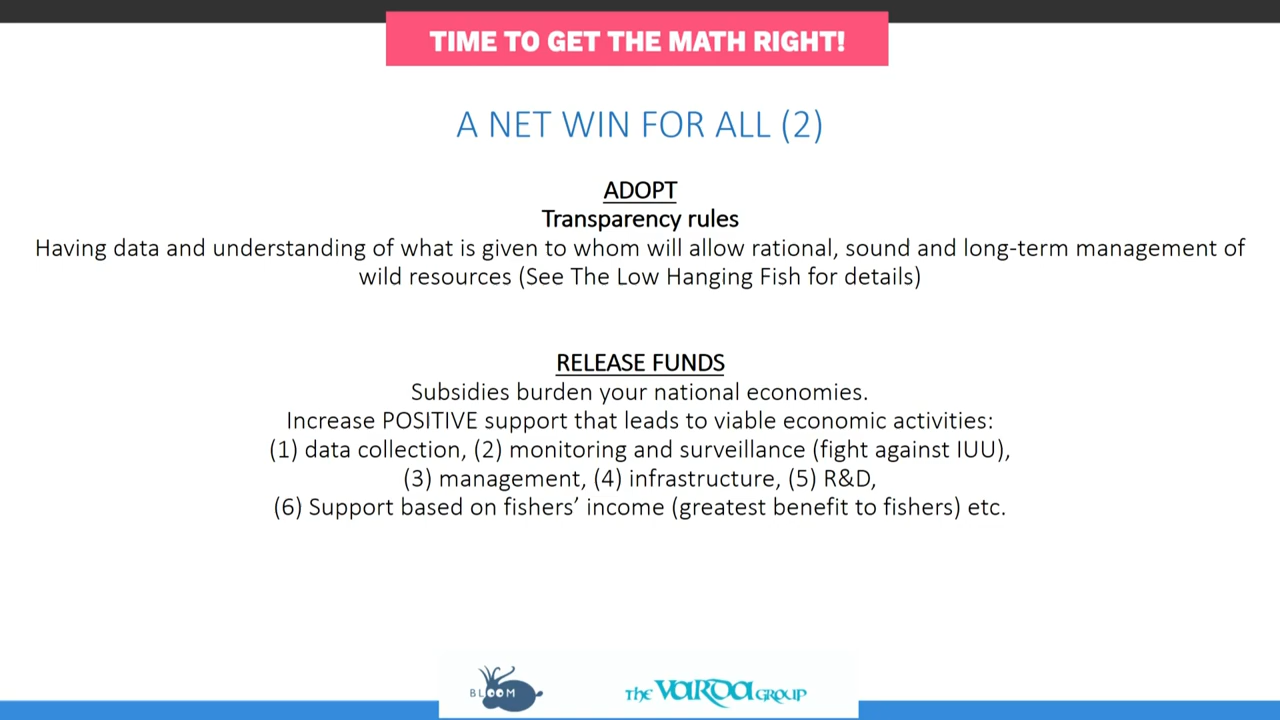 TIME TO GET THE MATH RIGHT!
A NET WIN FOR ALL (2)
ADOPT
Transparency rules
Having data and understanding of what is given to whom will allow rational, sound and long-term management of
wild resources (See The Low Hanging Fish for details)
RELEASE FUNDS
Subsidies burden your national economies.
Increase POSITIVE support that leads to viable economic activities:
(1) data collection, (2) monitoring and surveillance (fight against IUU),
(3) management, (4) infrastructure, (5) R&D,
(6) Support based on fishers’ income (greatest benefit to fishers) etc.
BLOOM
THE VARDA GROUP